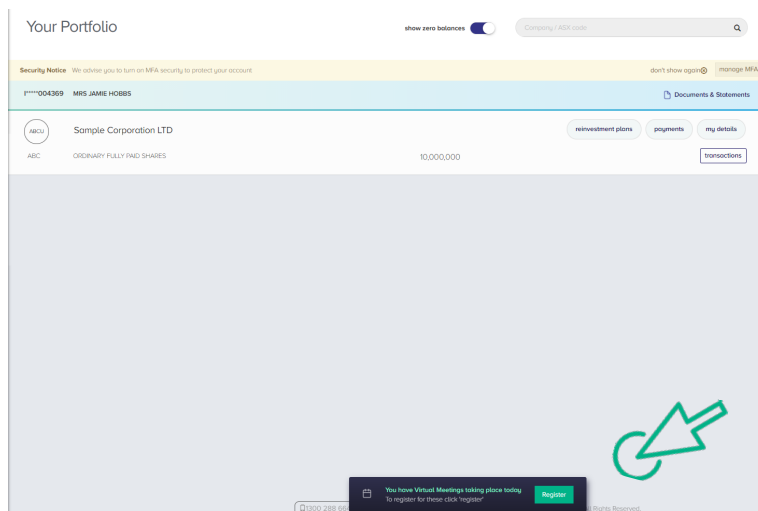 Your Portfolio
show zero balances
Company / ASX code
Security Notice We advise you to turn on MFA security to protect your account
don't show again
manage MFA
I*****004369 MRS JAMIE HOBBS
Documents & Statements
ABCU
Sample Corporation LTD
reinvestment plans
payments
my details
ABC ORDINARY FULLY PAID SHARES 10,000,000
transactions
You have Virtual Meetings taking place today
To register for these click 'register'
Register
1300 288 664
Rights Reserved.